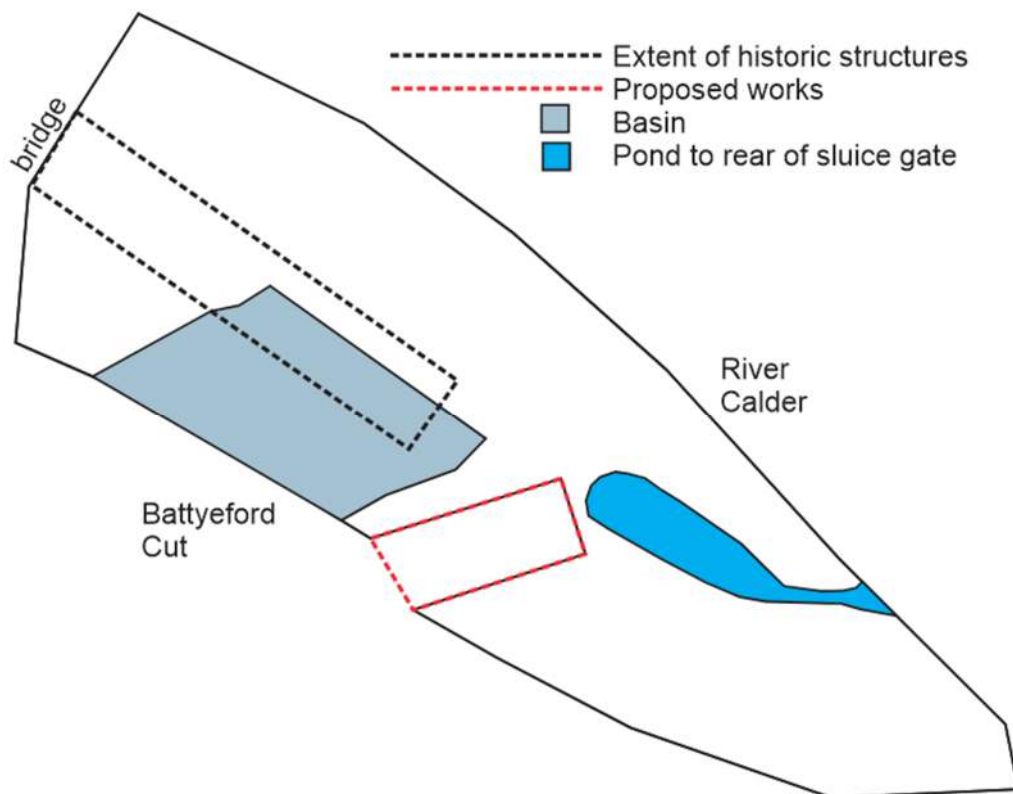 Extent of historic structures
Proposed works
Basin
Pond to rear of sluice gate
bridge
River
Calder
Battyeford
Cut